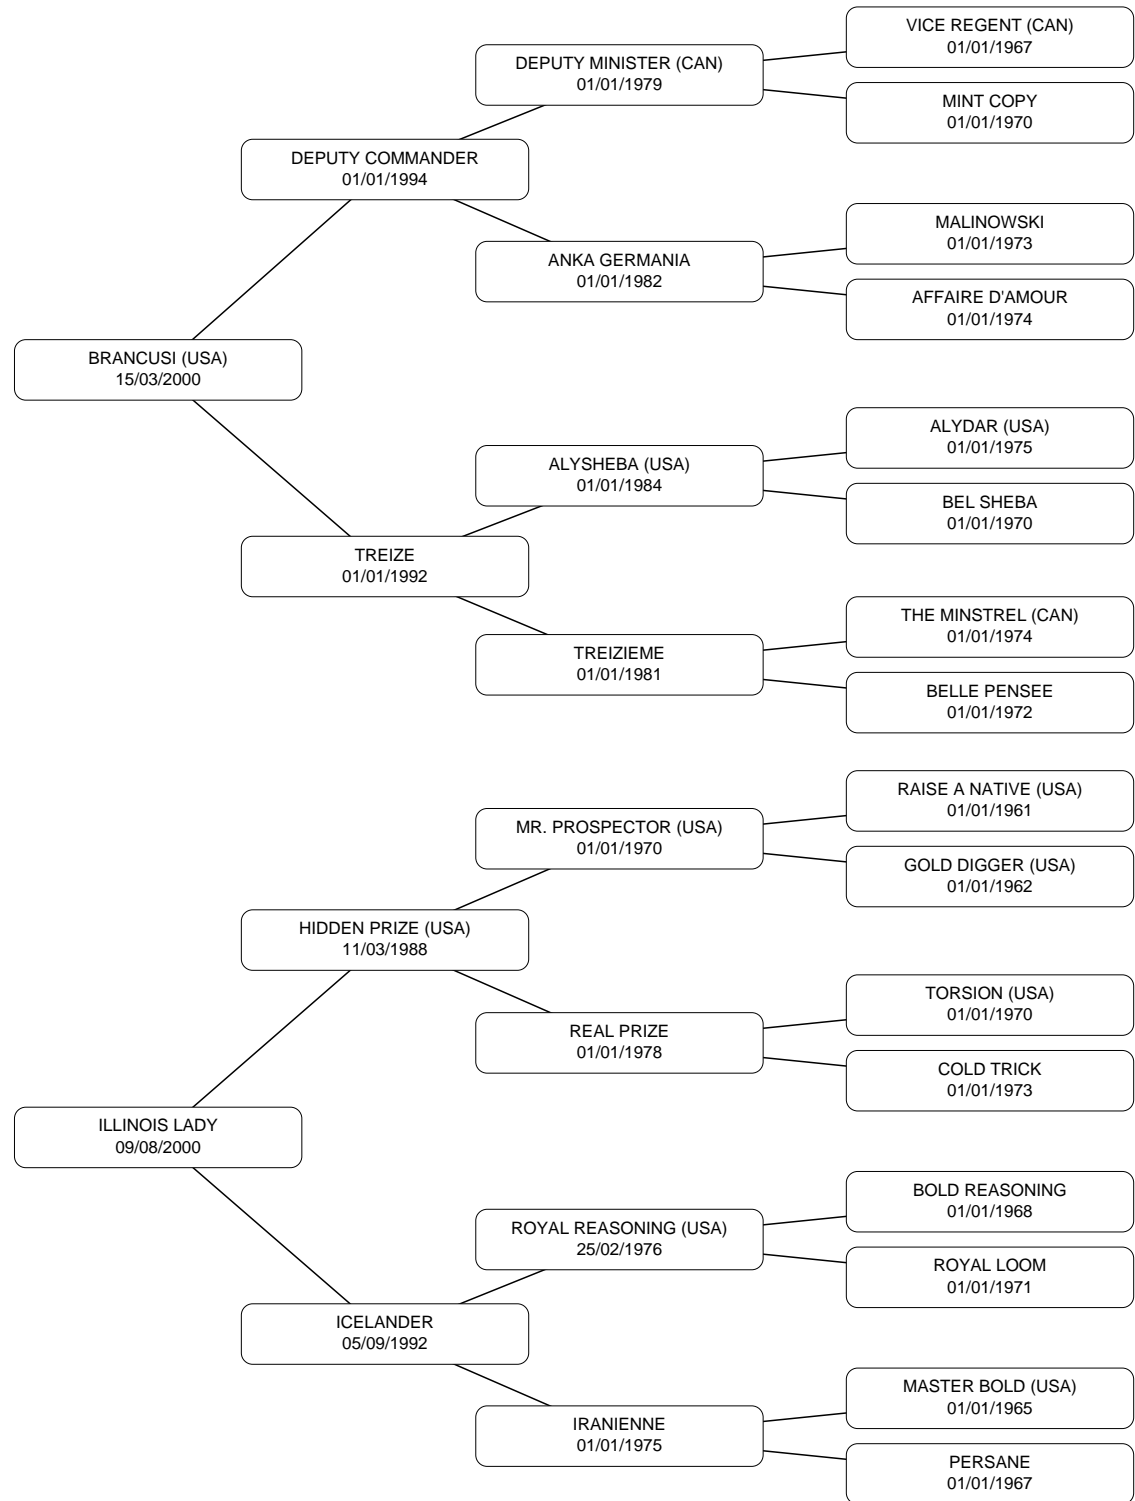 VICE REGENT (CAN)
01/01/1967
DEPUTY MINISTER (CAN)
01/01/1979
MINT COPY
01/01/1970
DEPUTY COMMANDER
01/01/1994
MALINOWSKI
01/01/1973
ANKA GERMANIA
01/01/1982
AFFAIRE D'AMOUR
01/01/1974
BRANCUSI (USA)
15/03/2000
ALYDAR (USA)
01/01/1975
ALYSHEBA (USA)
01/01/1984
BEL SHEBA
01/01/1970
TREIZE
01/01/1992
THE MINSTREL (CAN)
01/01/1974
TREIZIEME
01/01/1981
BELLE PENSEE
01/01/1972
RAISE A NATIVE (USA)
01/01/1961
MR. PROSPECTOR (USA)
01/01/1970
GOLD DIGGER (USA)
01/01/1962
HIDDEN PRIZE (USA)
11/03/1988
TORSION (USA)
01/01/1970
REAL PRIZE
01/01/1978
COLD TRICK
01/01/1973
ILLINOIS LADY
09/08/2000
BOLD REASONING
01/01/1968
ROYAL REASONING (USA)
25/02/1976
ROYAL LOOM
01/01/1971
ICELANDER
05/09/1992
MASTER BOLD (USA)
01/01/1965
IRANIENNE
01/01/1975
PERSANE
01/01/1967